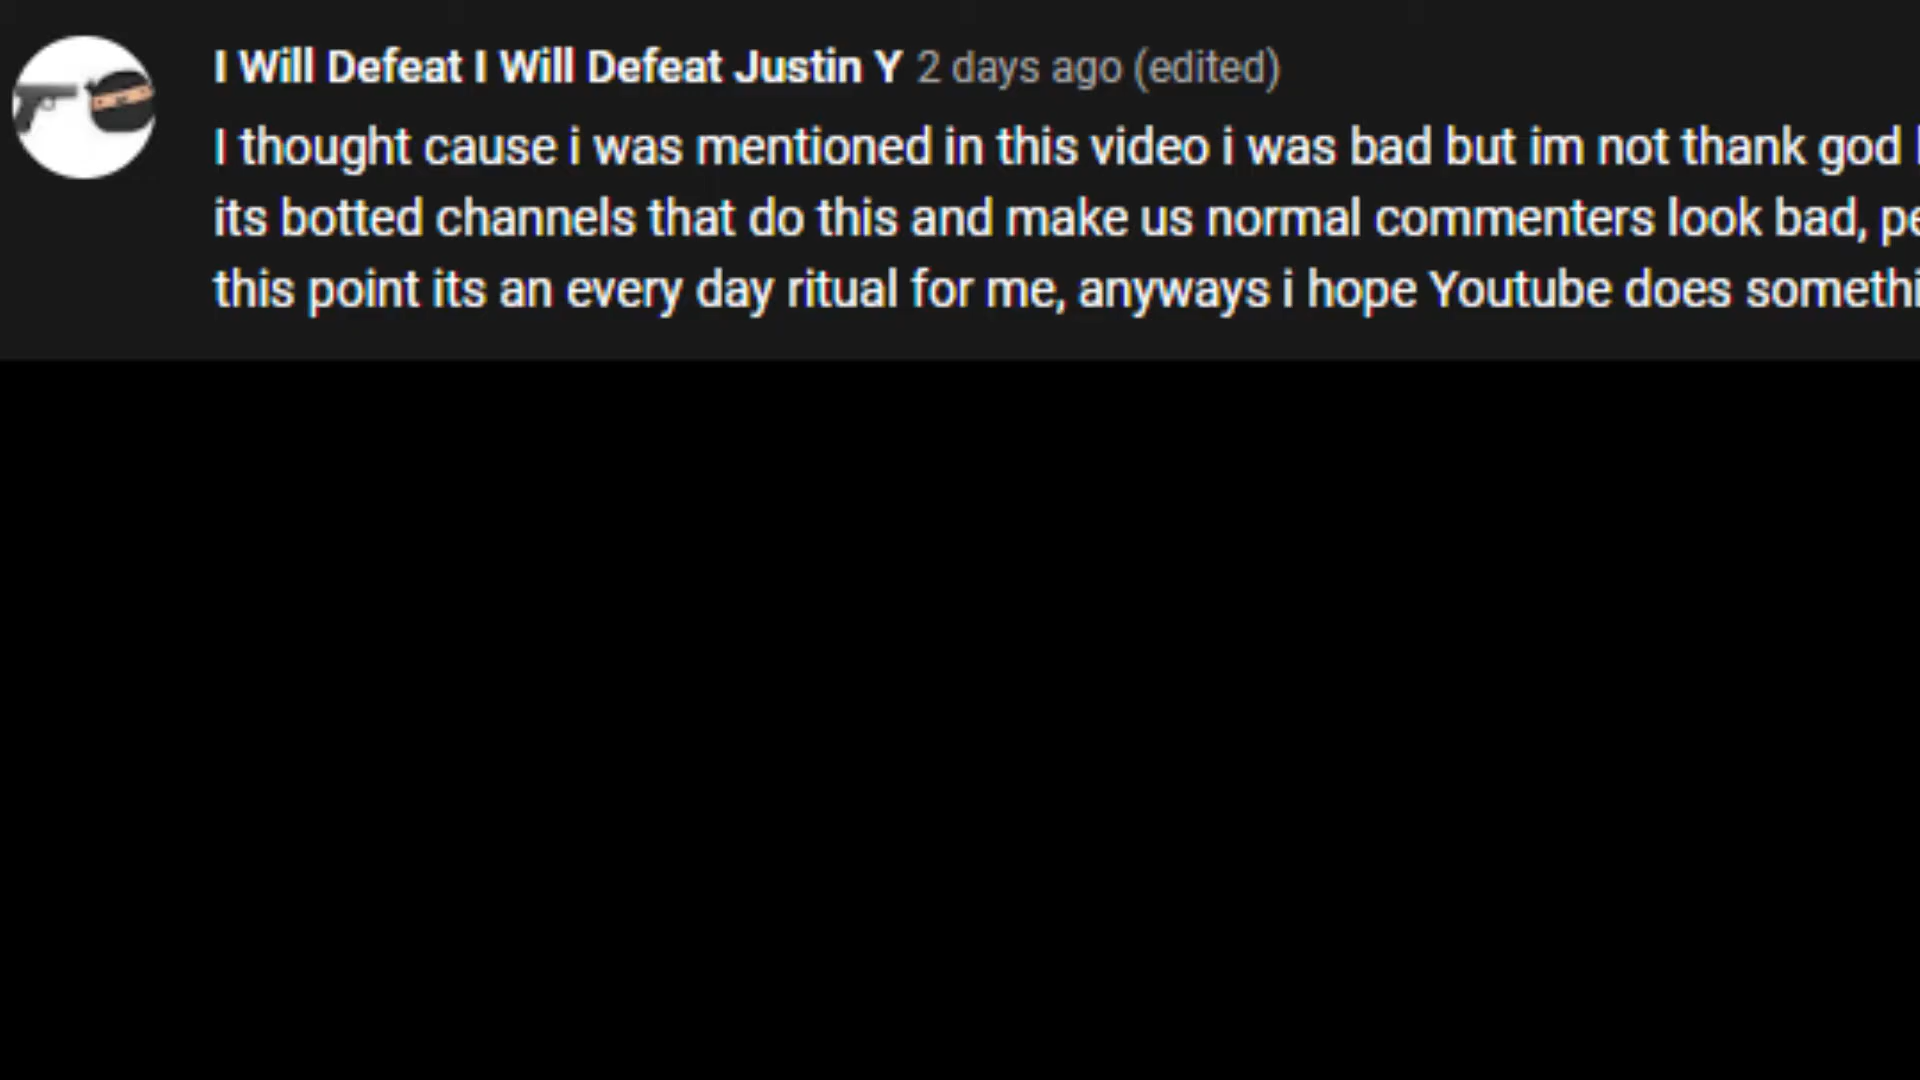 I Will Defeat I Will Defeat Justin Y 2 days ago (edited)
I thought cause i was mentioned in this video i was bad but im not thank god
its botted channels that do this and make us normal commenters look bad,
this point its an every day ritual for me, anyways i hope Youtube does